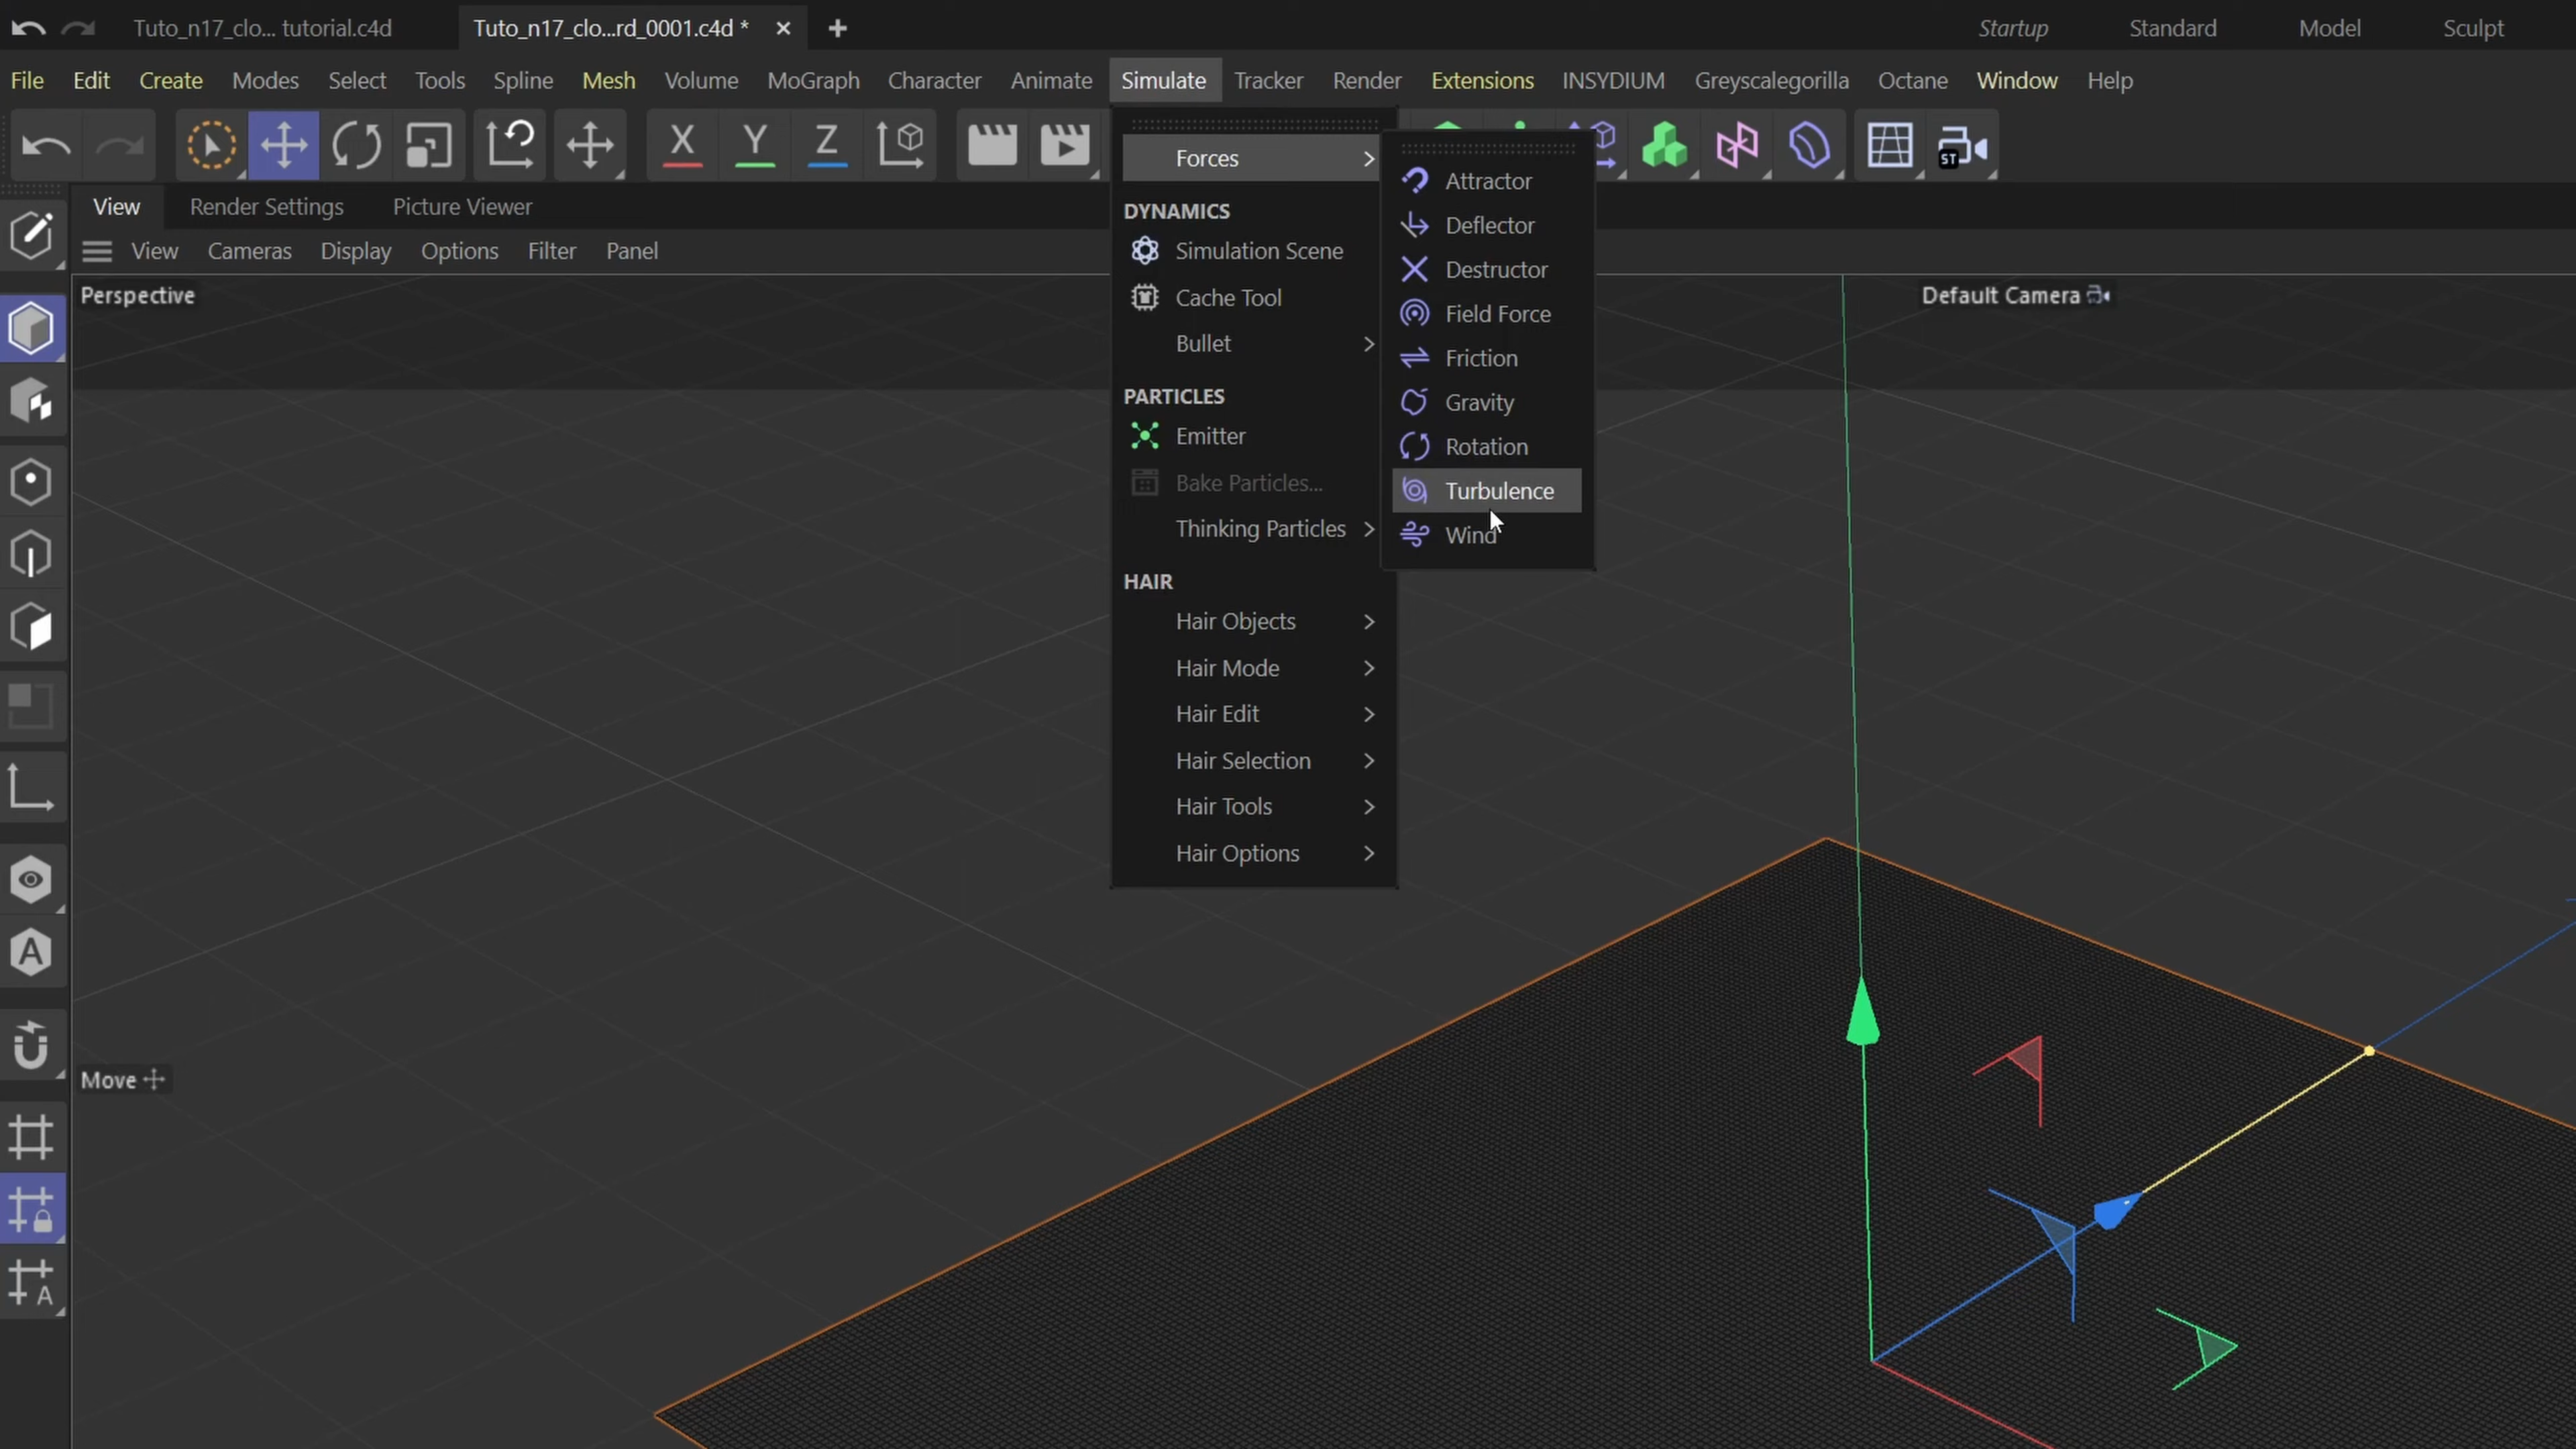 Tuto_n17_clo... tutorial.c4d Tuto_n17_clo...rd_0001.c4d * Startup Standard Model Sculpt
File Edit Create Modes Select Tools Spline Mesh Volume MoGraph Character Animate Simulate Tracker Render Extensions INSYDIUM Greyscalegorilla Octane Window Help
X Y Z ST
View Render Settings Picture Viewer
View Cameras Display Options Filter Panel
Perspective
Default Camera
Forces
DYNAMICS
Simulation Scene
Cache Tool
Bullet
PARTICLES
Emitter
Bake Particles...
Thinking Particles
HAIR
Hair Objects
Hair Mode
Hair Edit
Hair Selection
Hair Tools
Hair Options
Attractor
Deflector
Destructor
Field Force
Friction
Gravity
Rotation
Turbulence
Wind
A
Move
A